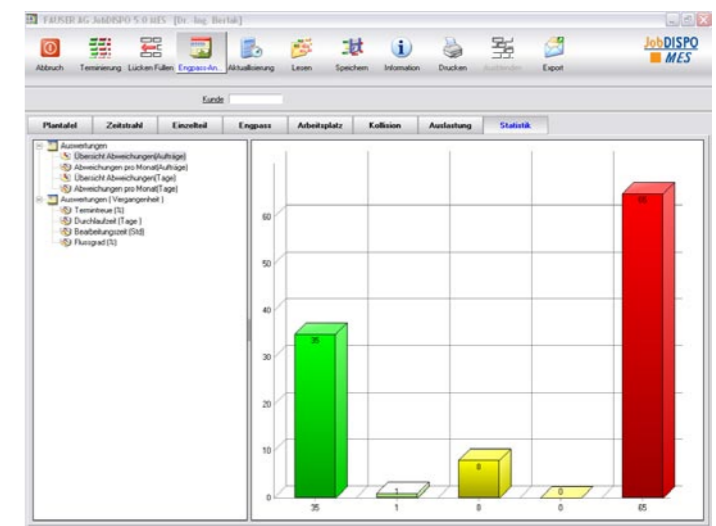 FAUSER AG JobDISPO 5.0 MES [Dr.-Ing. Bertuk]
Abbruch Terminierung Lücken Füllen Engpass-An... Aktualisierung Lesen Speichern Information Drucken Ausblenden Export
JobDISPO
MES
Kunde
Plantafel Zeitstrahl Einzelteil Engpass Arbeitsplatz Kollision Auslastung Statistik
Auswertungen
Übersicht Abweichungen(Aufträge)
Abweichungen pro Monat(Aufträge)
Übersicht Abweichungen(Tage)
Abweichungen pro Monat(Tage)
Auswertungen ( Vergangenheit )
Termintreue (%)
Durchlaufzeit (Tage )
Bearbeitungszeit (Std)
Flussgrad (%)
65
60
50
40
35
30
20
10
8
1
0
0
35 1 8 0 65